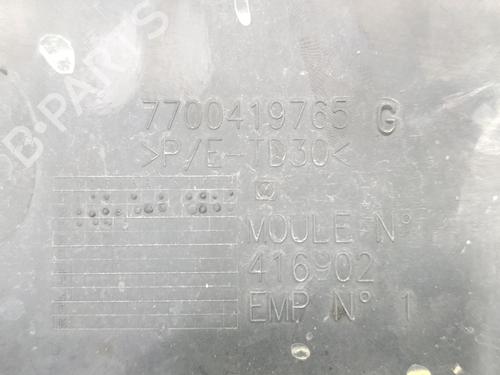 B-PARTS
7700419765 G
>P/E-TD30<
MOULE N°
416902
EMP N° 1